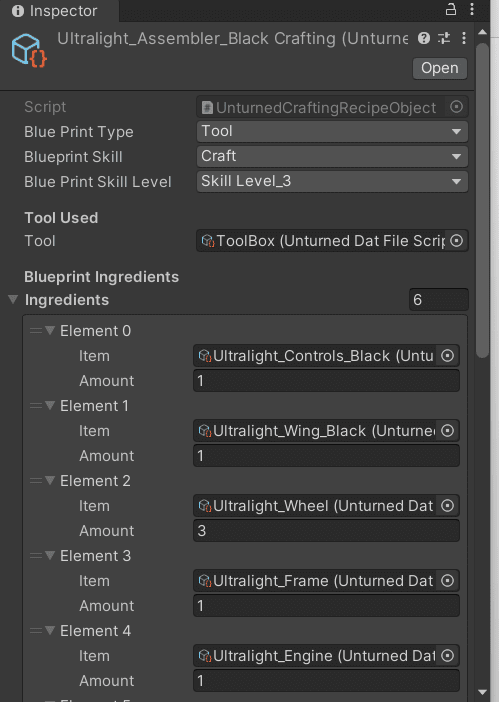 Inspector
Ultralight_Assembler_Black Crafting (Unturne
Open
Script UnturnedCraftingRecipeObject
Blue Print Type Tool
Blueprint Skill Craft
Blue Print Skill Level Skill Level_3
Tool Used
Tool ToolBox (Unturned Dat File Scrip
Blueprint Ingredients
Ingredients 6
Element 0
Item Ultralight_Controls_Black (Untu
Amount 1
Element 1
Item Ultralight_Wing_Black (Unturne
Amount 1
Element 2
Item Ultralight_Wheel (Unturned Dat
Amount 3
Element 3
Item Ultralight_Frame (Unturned Dat
Amount 1
Element 4
Item Ultralight_Engine (Unturned Dat
Amount 1